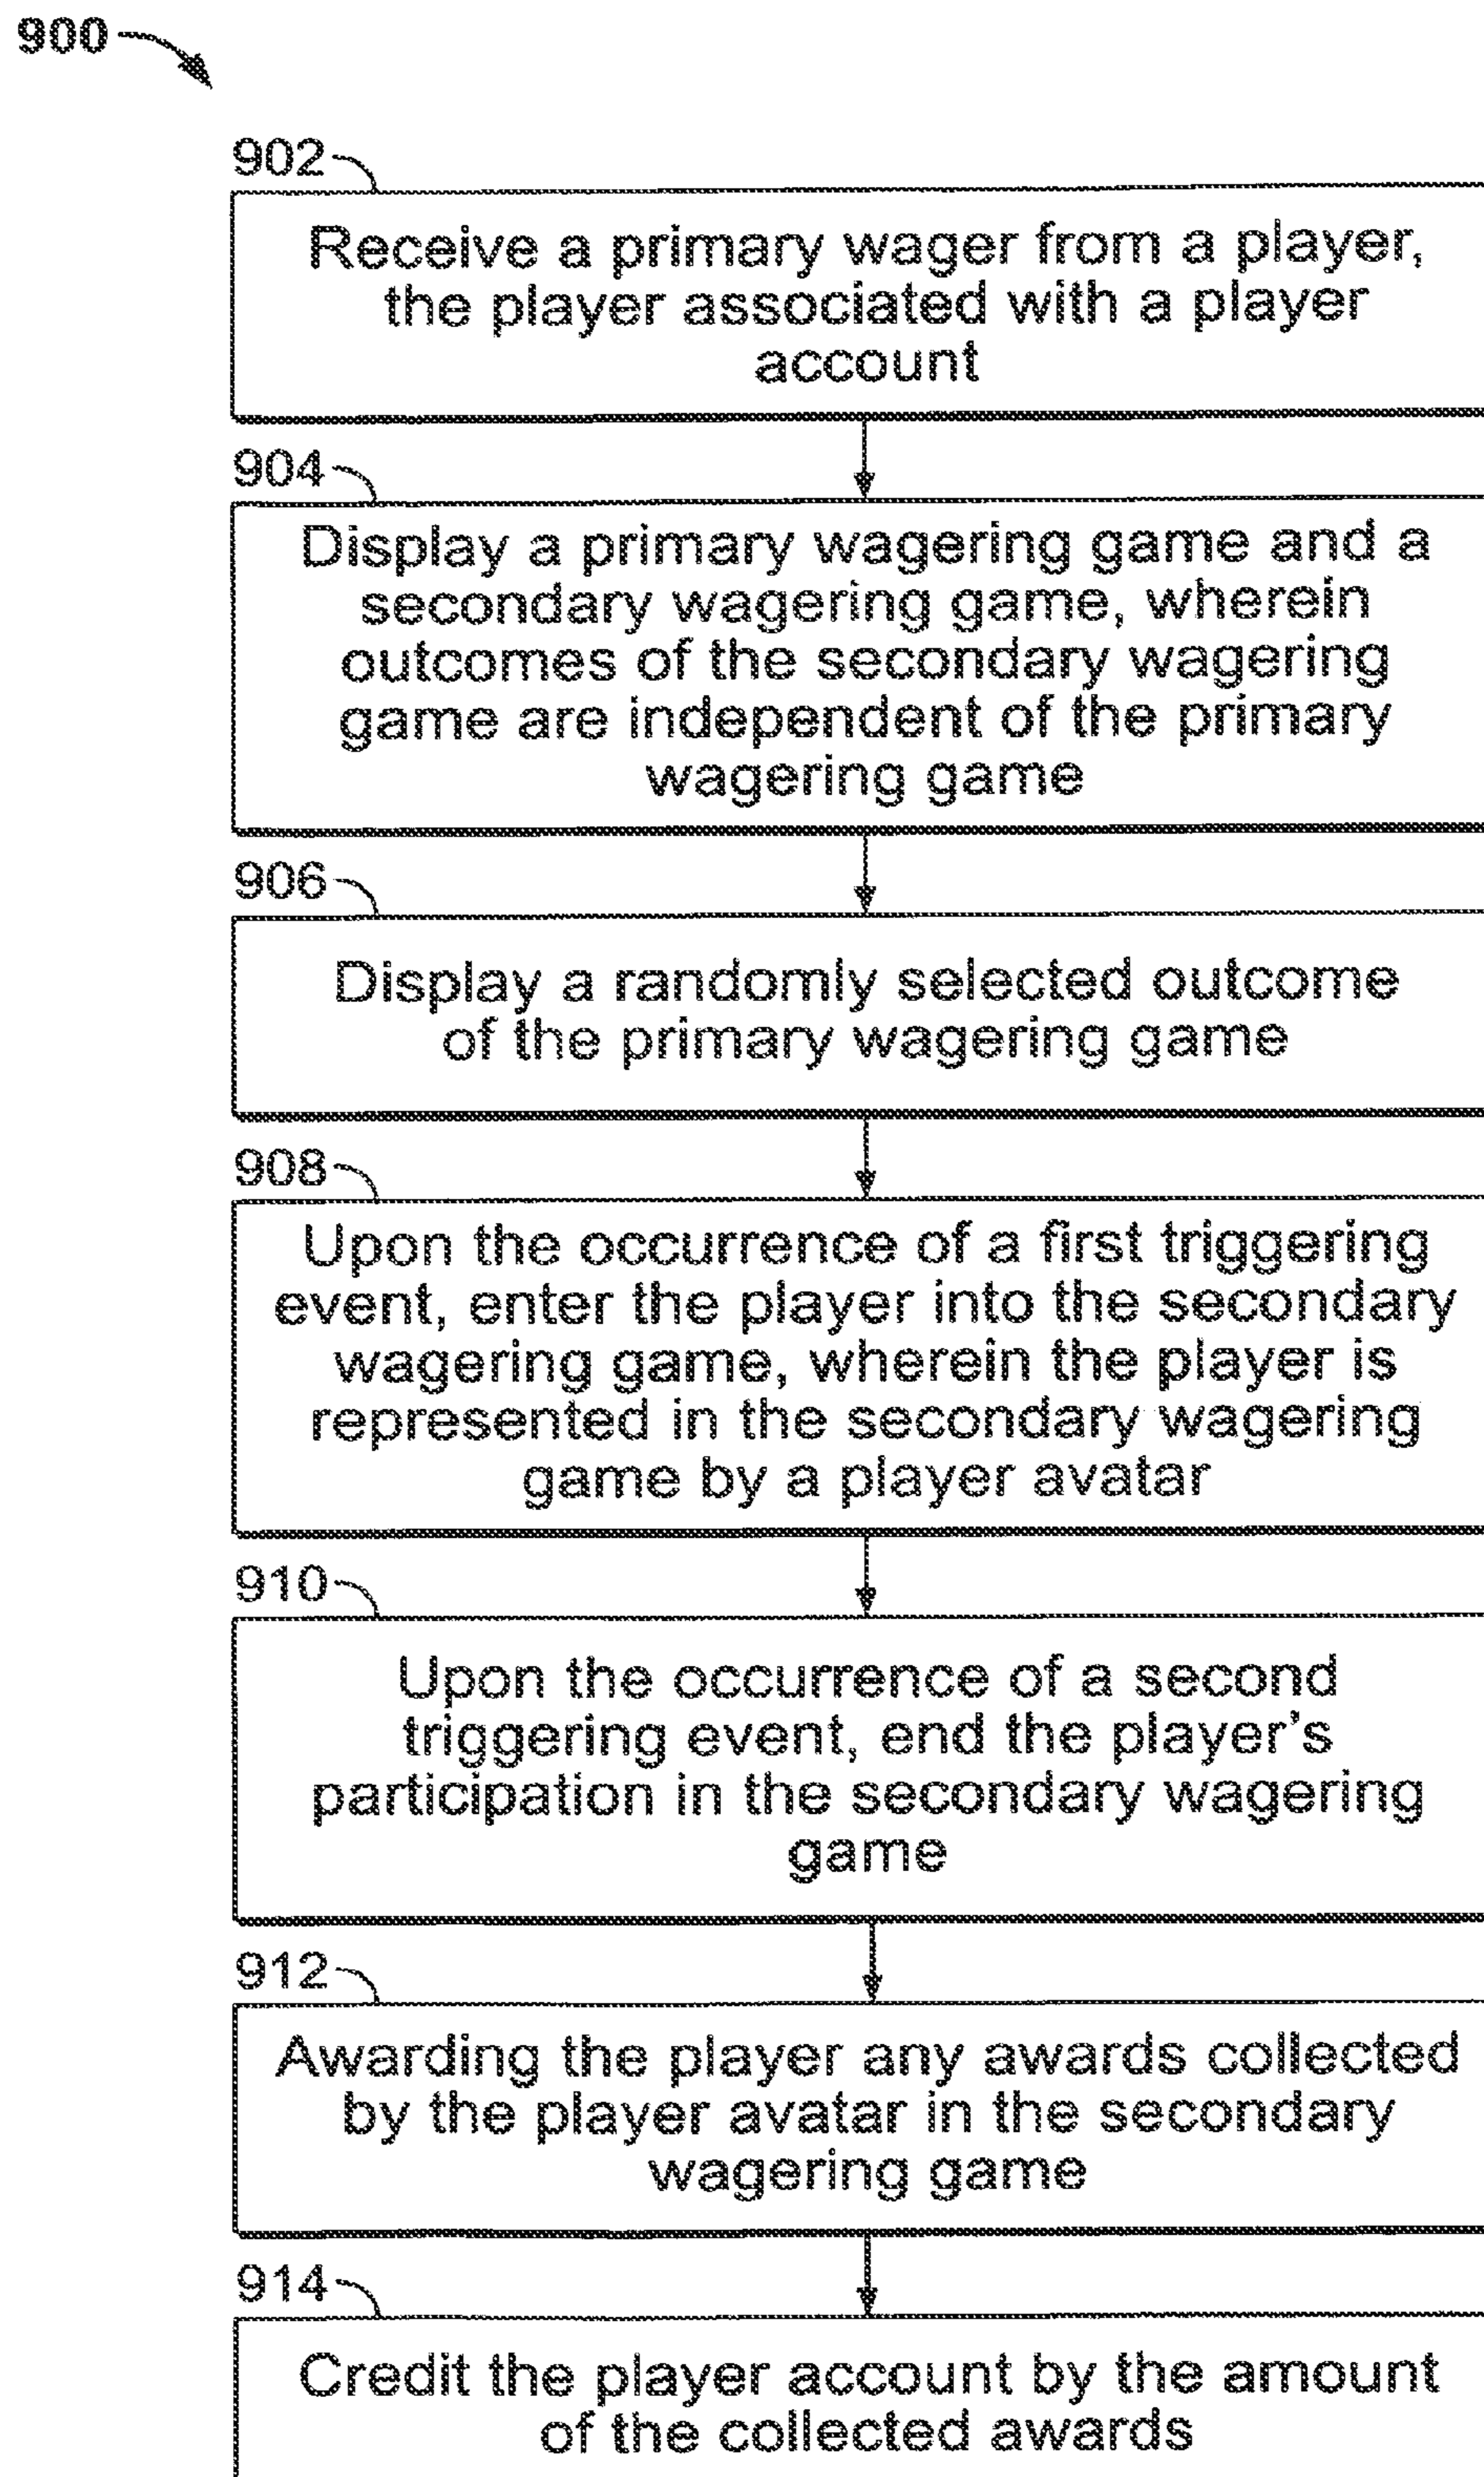 900
902
Receive a primary wager from a player,
the player associated with a player
account
904
Display a primary wagering game and a
secondary wagering game, wherein
outcomes of the secondary wagering
game are independent of the primary
wagering game
906
Display a randomly selected outcome
of the primary wagering game
908
Upon the occurrence of a first triggering
event, enter the player into the secondary
wagering game, wherein the player is
represented in the secondary wagering
game by a player avatar
910
Upon the occurrence of a second
triggering event, end the player's
participation in the secondary wagering
game
912
Awarding the player any awards collected
by the player avatar in the secondary
wagering game
914
Credit the player account by the amount
of the collected awards